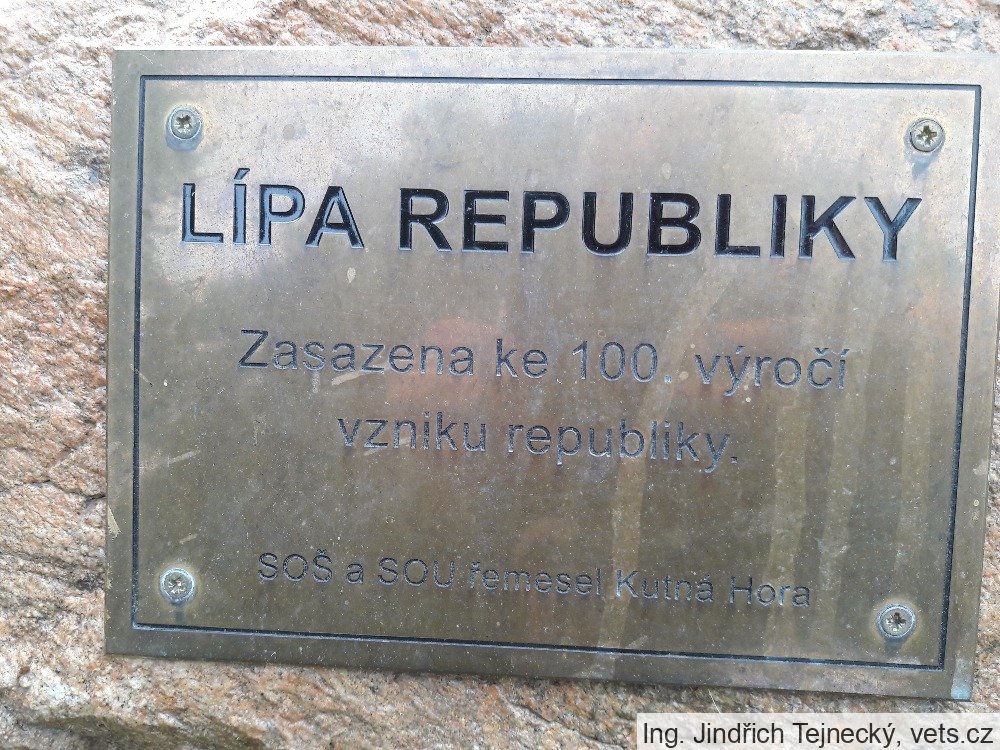 LÍPA REPUBLIKY
Zasazena ke 100. výročí
vzniku republiky.
SOŠ a SOU řemesel Kutná Hora
Ing. Jindřich Tejnecký, vets.cz